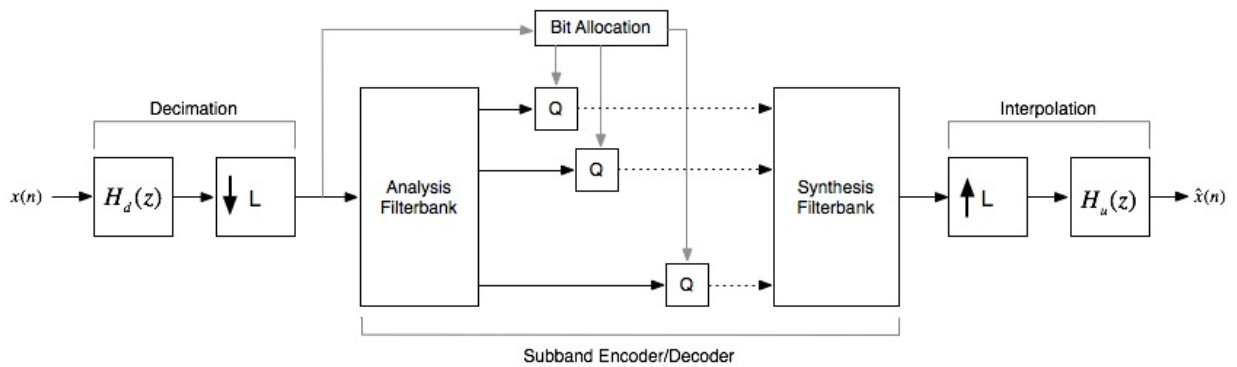 Bit Allocation
Decimation
Interpolation
Q
Q
Q
x(n)
H_d(z)
↓ L
Analysis
Filterbank
Synthesis
Filterbank
↑ L
H_u(z)
x̂(n)
Subband Encoder/Decoder